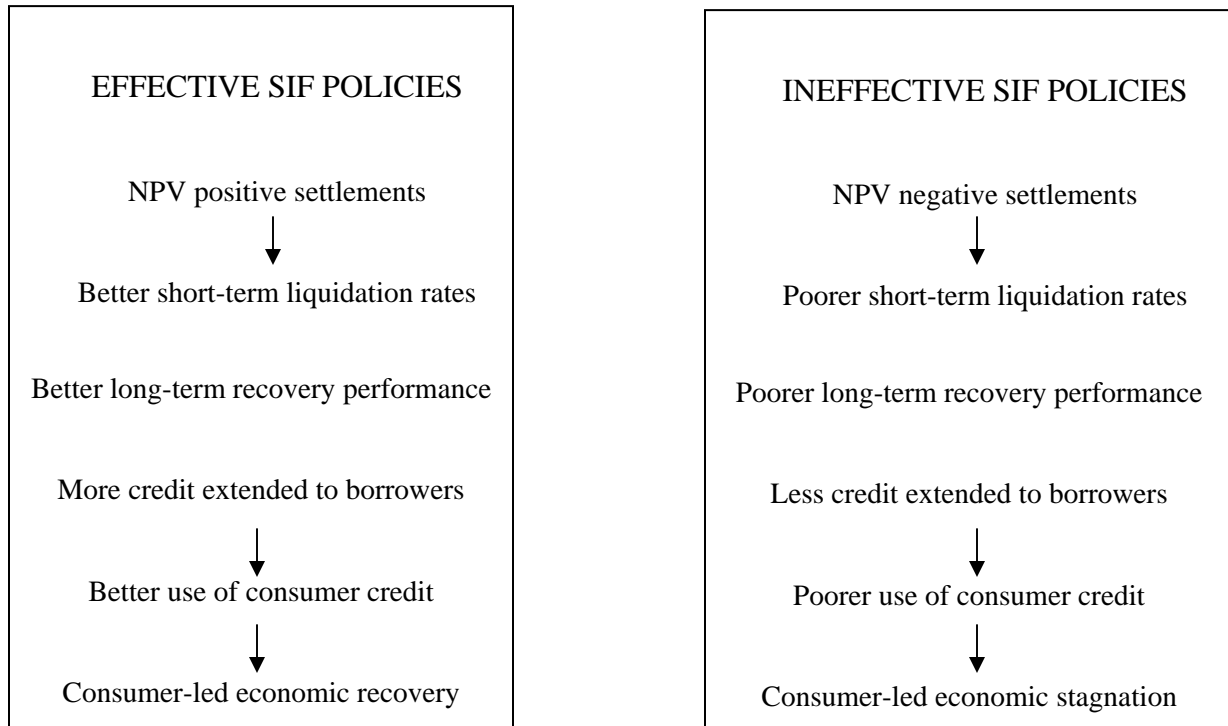 EFFECTIVE SIF POLICIES
NPV positive settlements
Better short-term liquidation rates
Better long-term recovery performance
More credit extended to borrowers
Better use of consumer credit
Consumer-led economic recovery
INEFFECTIVE SIF POLICIES
NPV negative settlements
Poorer short-term liquidation rates
Poorer long-term recovery performance
Less credit extended to borrowers
Poorer use of consumer credit
Consumer-led economic stagnation